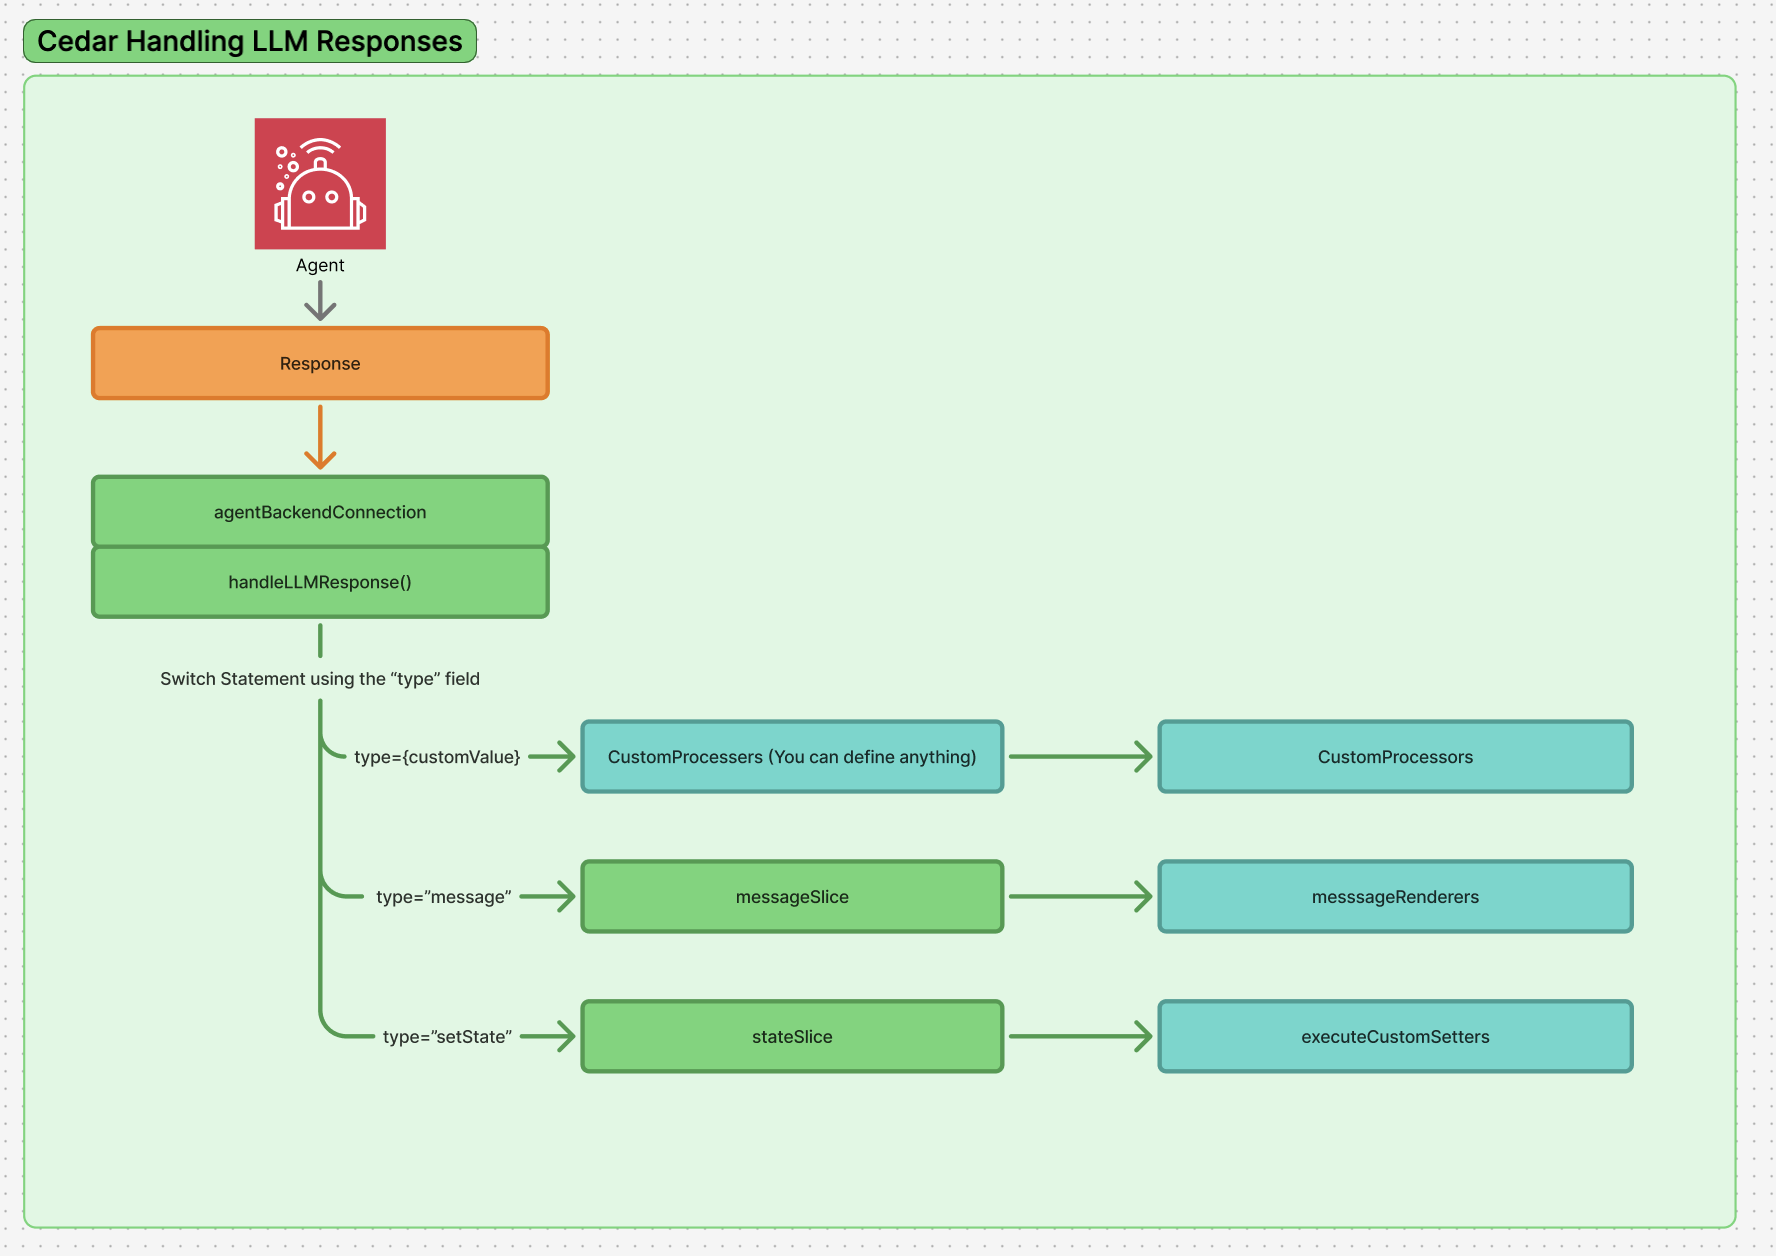 Cedar Handling LLM Responses
Agent
Response
agentBackendConnection
handleLLMResponse()
Switch Statement using the “type” field
type={customValue}
CustomProcessers (You can define anything)
CustomProcessors
type=”message”
messageSlice
messsageRenderers
type=”setState”
stateSlice
executeCustomSetters